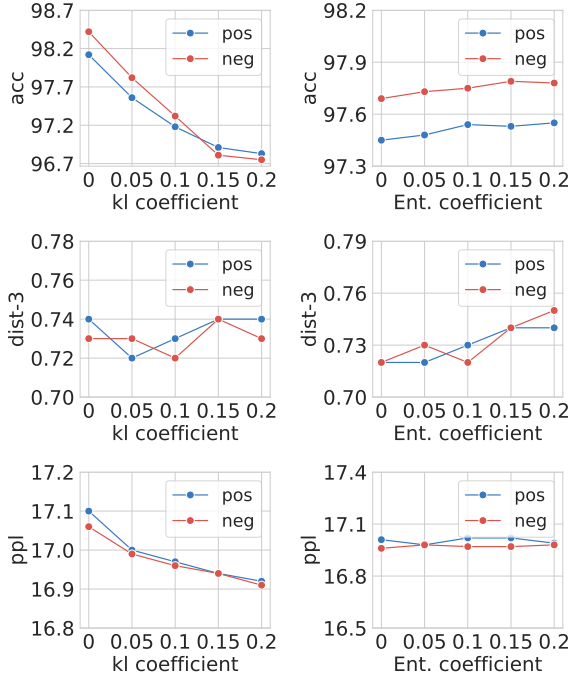 98.7
98.2
97.7
97.2
96.7
acc
pos
neg
0 0.05 0.1 0.15 0.2
kl coefficient
98.2
97.9
97.6
97.3
acc
pos
neg
0 0.05 0.1 0.15 0.2
Ent. coefficient
0.78
0.76
0.74
0.72
0.70
dist-3
pos
neg
0 0.05 0.1 0.15 0.2
kl coefficient
0.79
0.76
0.73
0.70
dist-3
pos
neg
0 0.05 0.1 0.15 0.2
Ent. coefficient
17.2
17.1
17.0
16.9
16.8
ppl
pos
neg
0 0.05 0.1 0.15 0.2
kl coefficient
17.4
17.1
16.8
16.5
ppl
pos
neg
0 0.05 0.1 0.15 0.2
Ent. coefficient